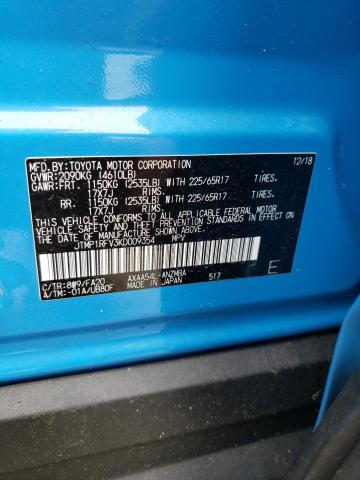 MFD.BY:TOYOTA MOTOR CORPORATION 12/18
GVWR:2090KG (4610LB)
GAWR:FRT. 1150KG (2535LB) WITH 225/65R17 TIRES.
17X7J RIMS.
RR. 1150KG (2535LB) WITH 225/65R17 TIRES.
17X7J RIMS.
THIS VEHICLE CONFORMS TO ALL APPLICABLE FEDERAL MOTOR
VEHICLE SAFETY, BUMPER, AND THEFT PREVENTION
STANDARDS IN EFFECT ON THE DATE OF
MANUFACTURE SHOWN ABOVE.
JTMP1RFV3KD009354 MPV
E
AXAA54L-ANZMBA 517
C/TR:8W9/FA20 MADE IN JAPAN
A/TM:-01A/UB80F